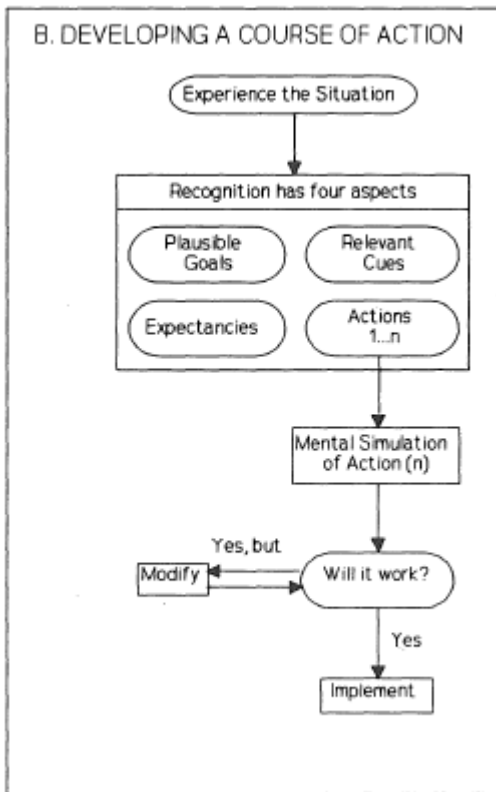 B. DEVELOPING A COURSE OF ACTION
Experience the Situation
Recognition has four aspects
Plausible
Goals
Relevant
Cues
Expectancies
Actions
1...n
Mental Simulation
of Action (n)
Yes, but
Modify
Will it work?
Yes
Implement